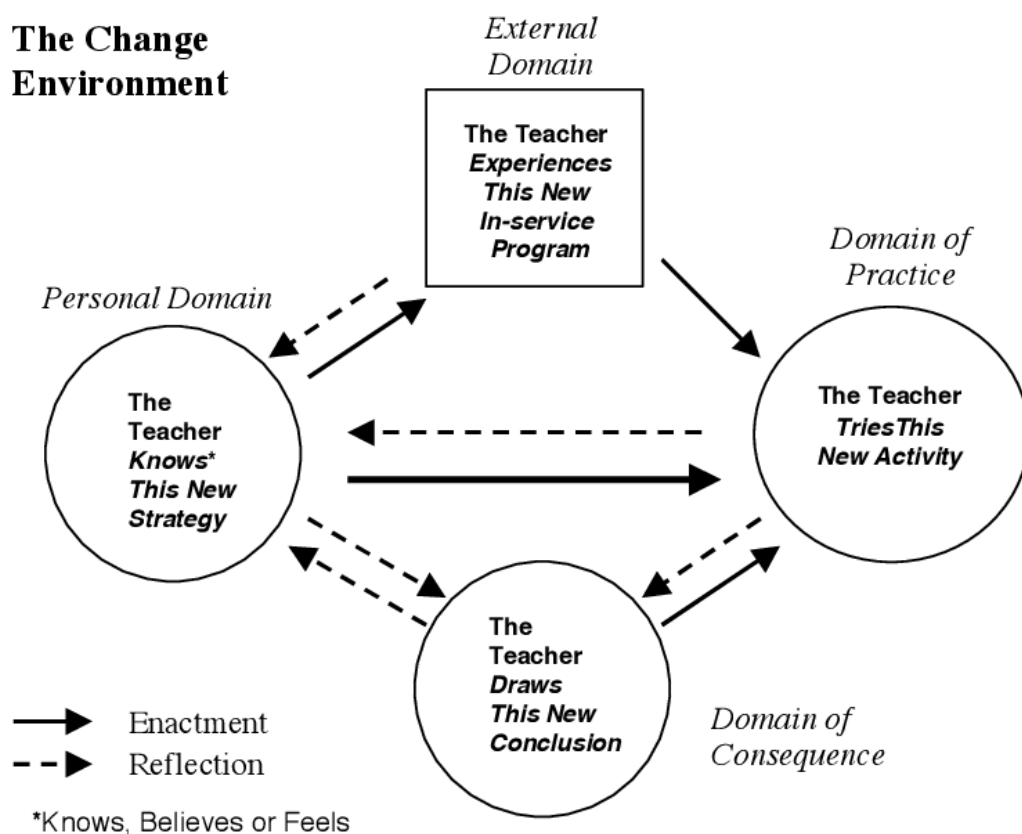 The Change
Environment
External
Domain
The Teacher
Experiences
This New
In-service
Program
Domain of
Practice
Personal Domain
The
Teacher
Knows*
This New
Strategy
The Teacher
TriesThis
New Activity
The
Teacher
Draws
This New
Conclusion
Domain of
Consequence
Enactment
Reflection
*Knows, Believes or Feels